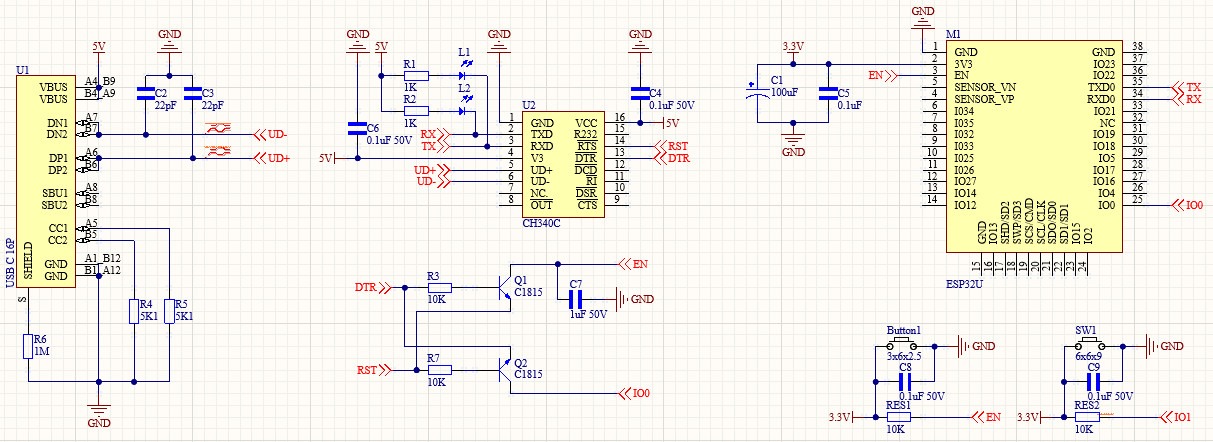 U1
5V
GND
VBUS A4 B9
VBUS B4 A9
DN1 A7
DN2 B7
DP1 A6
DP2 B6
SBU1 A8
SBU2 B8
CC1 A5
CC2 B5
GND A1 B12
GND B1 A12
SHIELD
S
USB C 16P
C2
22pF
C3
22pF
UD-
UD+
R4
5K1
R5
5K1
R6
1M
GND
GND
5V
GND
GND
R1
1K
R2
1K
L1
L2
C6
0.1uF 50V
5V
RX
TX
UD+
UD-
U2
1 GND VCC 16
2 TXD R232 15
3 RXD RTS 14
4 V3 DTR 13
5 UD+ DCD 12
6 UD- RI 11
7 NC DSR 10
8 OUT CTS 9
CH340C
C4
0.1uF 50V
5V
RST
DTR
DTR
R3
10K
Q1
C1815
EN
C7
1uF 50V
GND
RST
R7
10K
Q2
C1815
IO0
3.3V
C1
100uF
C5
0.1uF
GND
EN
GND
M1
1 GND GND 38
2 3V3 IO23 37
3 EN IO22 36
5 SENSOR_VN TXD0 35
4 SENSOR_VP RXD0 34
6 I034 IO21 33
7 I035 NC 32
8 I032 IO19 31
9 I033 IO18 30
10 I025 IO5 29
11 I026 IO17 28
12 IO27 IO16 27
13 IO14 IO4 26
14 IO12 IO0 25
TX
RX
IO0
GND
IO13
SHD/SD2
SWP/SD3
SCS/CMD
SCL/CLK
SDO/SD0
SD1/SD1
IO15
IO2
15
16
17
18
19
20
21
22
23
24
ESP32U
Button1
3x6x2.5
C8
0.1uF 50V
GND
3.3V
RES1
10K
EN
SW1
6x6x9
C9
0.1uF 50V
GND
3.3V
RES2
10K
IO1